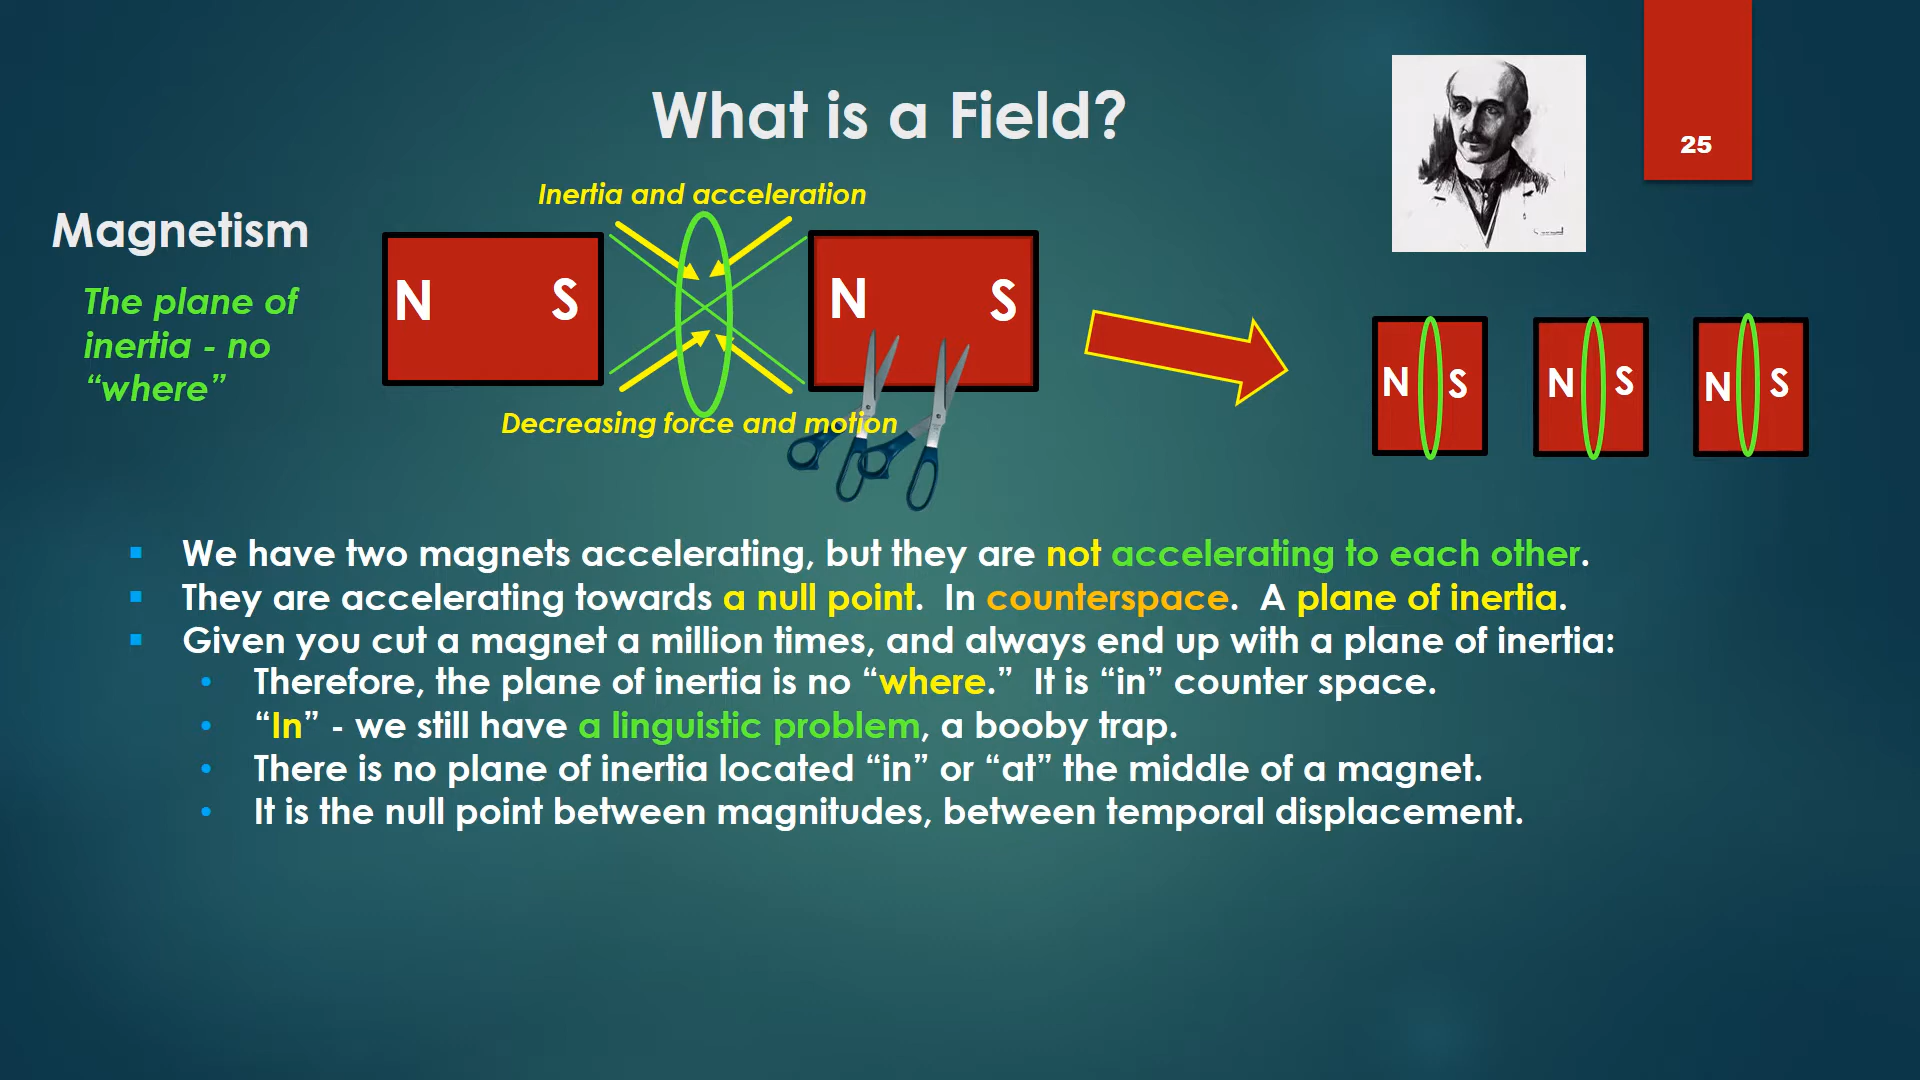 What is a Field?
25
Inertia and acceleration
Magnetism
The plane of
inertia - no
“where”
N S
N S
N S
N S
N S
Decreasing force and motion
We have two magnets accelerating, but they are not accelerating to each other.
They are accelerating towards a null point. In counterspace. A plane of inertia.
Given you cut a magnet a million times, and always end up with a plane of inertia:
Therefore, the plane of inertia is no “where.” It is “in” counter space.
“In” - we still have a linguistic problem, a booby trap.
There is no plane of inertia located “in” or “at” the middle of a magnet.
It is the null point between magnitudes, between temporal displacement.